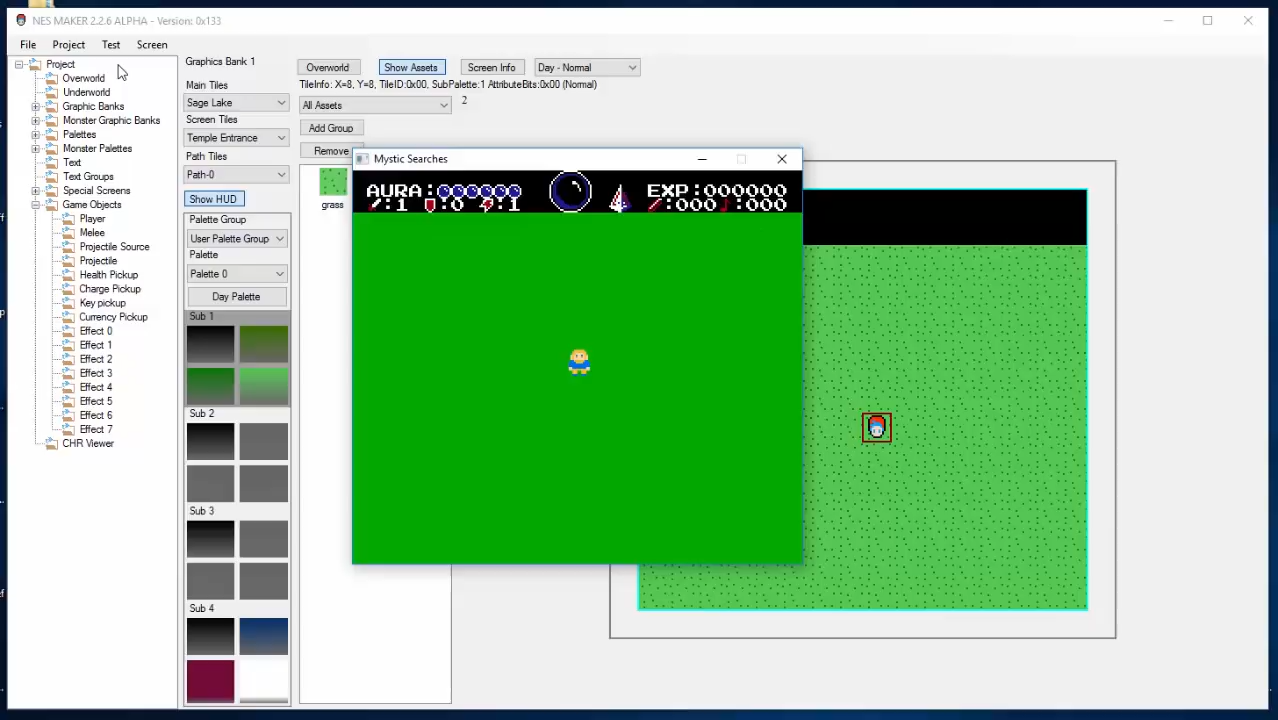 NES MAKER 2.2.6 ALPHA - Version: 0x133
File Project Test Screen
Project
Overworld
Underworld
Graphic Banks
Monster Graphic Banks
Palettes
Monster Palettes
Text
Text Groups
Special Screens
Game Objects
Player
Melee
Projectile Source
Projectile
Health Pickup
Charge Pickup
Key pickup
Currency Pickup
Effect 0
Effect 1
Effect 2
Effect 3
Effect 4
Effect 5
Effect 6
Effect 7
CHR Viewer
Graphics Bank 1
Main Tiles
Sage Lake
Screen Tiles
Temple Entrance
Path Tiles
Path-0
Show HUD
Palette Group
User Palette Group
Palette
Palette 0
Day Palette
Sub 1
Sub 2
Sub 3
Sub 4
Overworld Show Assets Screen Info Day - Normal
TileInfo: X=8, Y=8, TileID:0x00, SubPalette:1 AttributeBits:0x00 (Normal)
All Assets 2
Add Group
Remove
grass
Mystic Searches
AURA: EXP:000000
:1 :0 :1 :000 :000